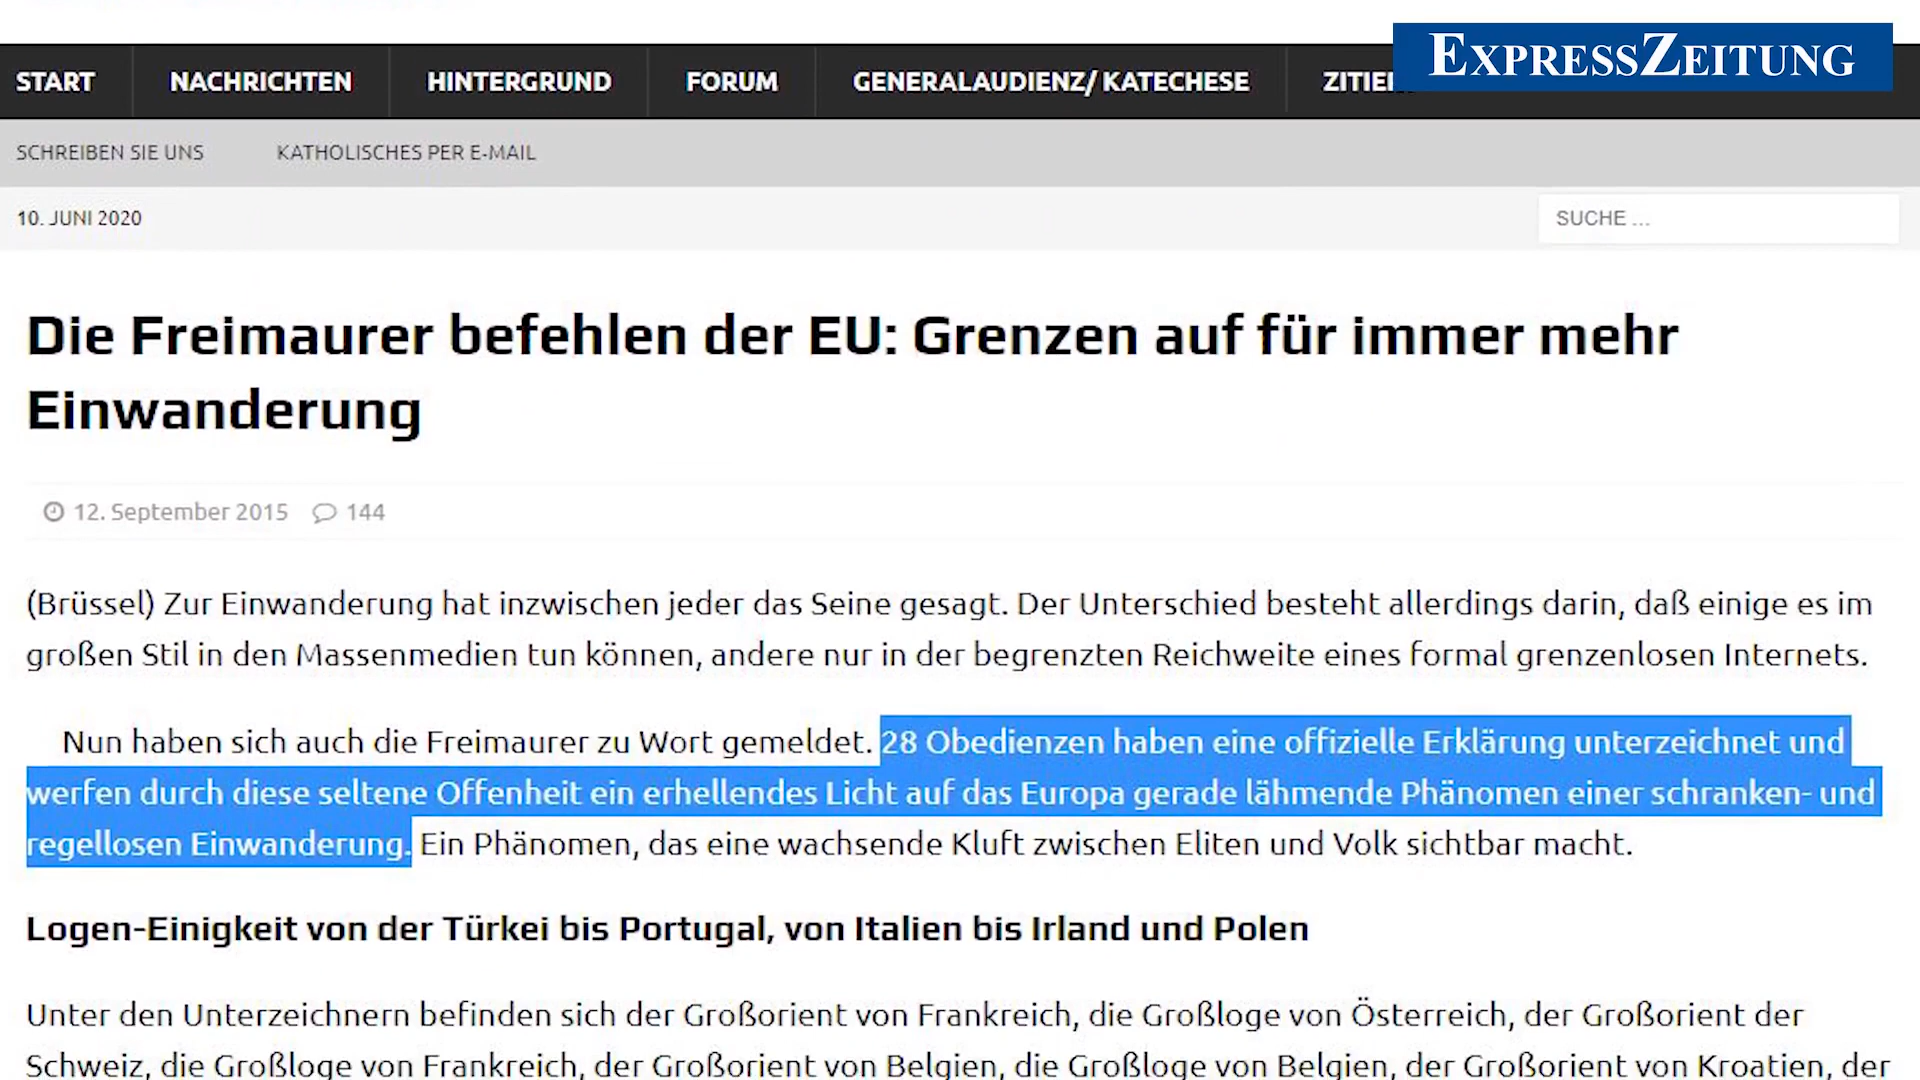 EXPRESSZEITUNG
START NACHRICHTEN HINTERGRUND FORUM GENERALAUDIENZ/ KATECHESE
SCHREIBEN SIE UNS KATHOLISCHES PER E-MAIL
10. JUNI 2020 SUCHE ...
Die Freimaurer befehlen der EU: Grenzen auf für immer mehr
Einwanderung
12. September 2015 144
(Brüssel) Zur Einwanderung hat inzwischen jeder das Seine gesagt. Der Unterschied besteht allerdings darin, daß einige es im
großen Stil in den Massenmedien tun können, andere nur in der begrenzten Reichweite eines formal grenzenlosen Internets.
Nun haben sich auch die Freimaurer zu Wort gemeldet. 28 Obedienzen haben eine offizielle Erklärung unterzeichnet und
werfen durch diese seltene Offenheit ein erhellendes Licht auf das Europa gerade lähmende Phänomen einer schranken- und
regellosen Einwanderung. Ein Phänomen, das eine wachsende Kluft zwischen Eliten und Volk sichtbar macht.
Logen-Einigkeit von der Türkei bis Portugal, von Italien bis Irland und Polen
Unter den Unterzeichnern befinden sich der Großorient von Frankreich, die Großloge von Österreich, der Großorient der
Schweiz, die Großloge von Frankreich, der Großorient von Belgien, die Großloge von Belgien, der Großorient von Kroatien, der